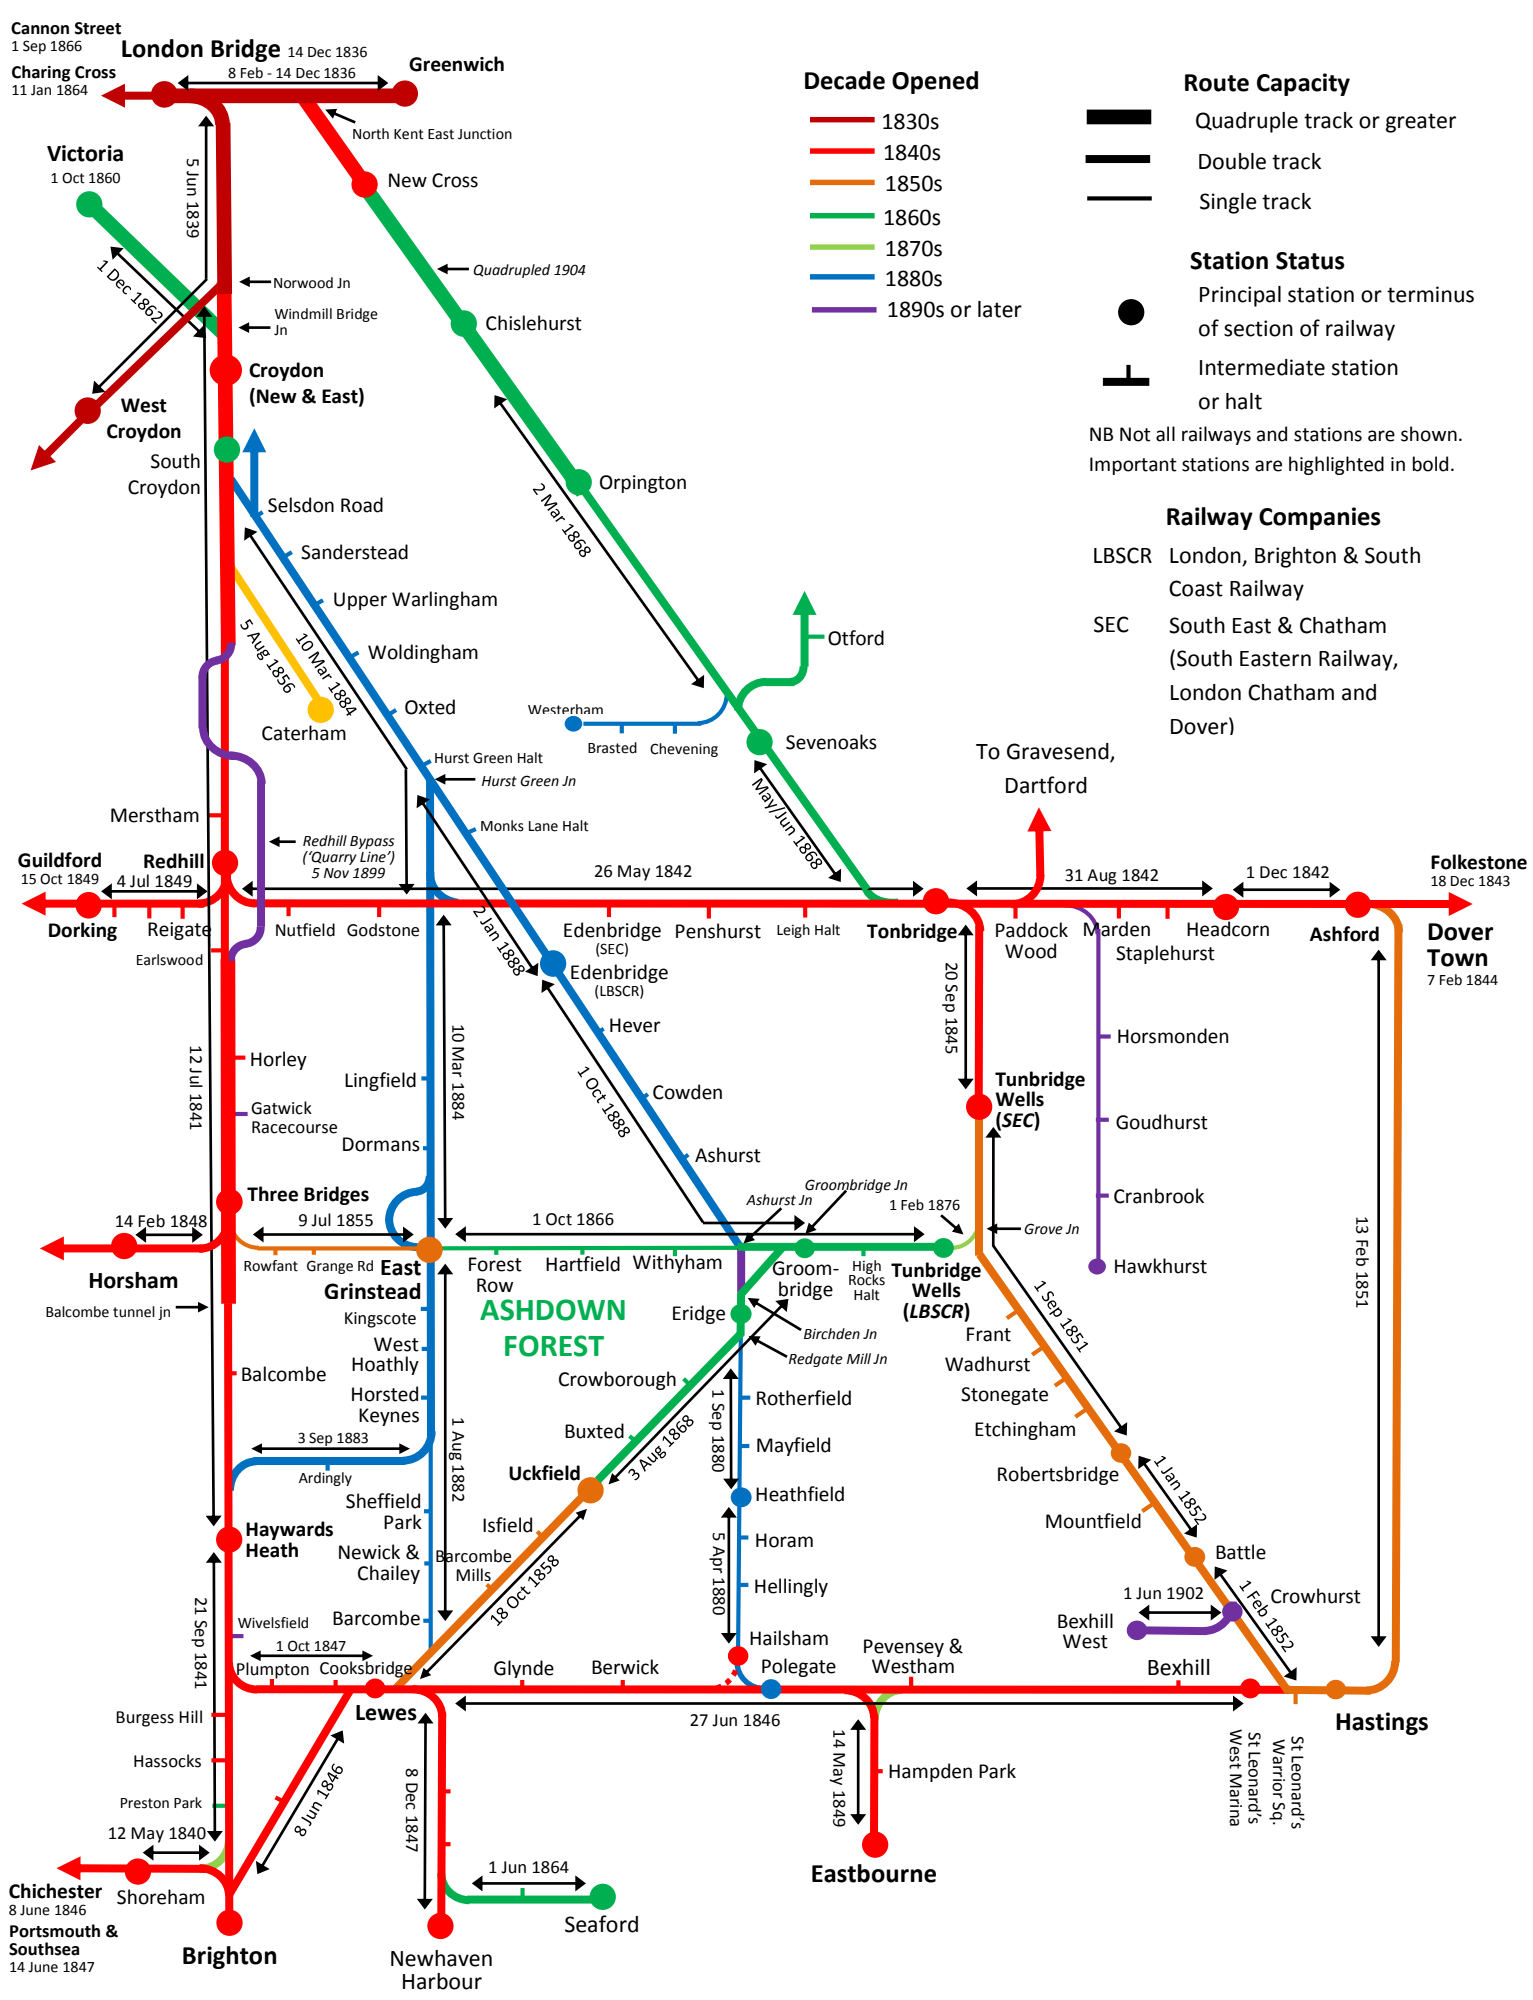 Cannon Street
1 Sep 1866
London Bridge 14 Dec 1836
8 Feb - 14 Dec 1836
Greenwich
Charing Cross
11 Jan 1864
North Kent East Junction
Victoria
1 Oct 1860
5 Jun 1839
New Cross
1 Dec 1862
Quadrupled 1904
Norwood Jn
Windmill Bridge
Jn
Chislehurst
Croydon
(New & East)
West
Croydon
South
Croydon
Orpington
2 Mar 1868
Decade Opened
1830s
1840s
1850s
1860s
1870s
1880s
1890s or later
Route Capacity
Quadruple track or greater
Double track
Single track
Station Status
Principal station or terminus
of section of railway
Intermediate station
or halt
NB Not all railways and stations are shown.
Important stations are highlighted in bold.
Railway Companies
LBSCR London, Brighton & South
Coast Railway
SEC South East & Chatham
(South Eastern Railway,
London Chatham and
Dover)
Selsdon Road
Sanderstead
Upper Warlingham
Woldingham
Oxted
5 Aug 1856
10 Mar 1884
Caterham
Otford
Westerham
Brasted
Chevening
Sevenoaks
May/Jun 1868
To Gravesend,
Dartford
Hurst Green Halt
Hurst Green Jn
Monks Lane Halt
Merstham
Redhill Bypass
('Quarry Line')
5 Nov 1899
Guildford
15 Oct 1849
4 Jul 1849
Redhill
26 May 1842
31 Aug 1842
1 Dec 1842
Folkestone
18 Dec 1843
Dorking
Reigate
Earlswood
Nutfield
Godstone
2 Jan 1888
Edenbridge
(SEC)
Penshurst
Leigh Halt
Tonbridge
Paddock
Wood
Marden
Staplehurst
Headcorn
Ashford
Dover
Town
7 Feb 1844
Edenbridge
(LBSCR)
Hever
Cowden
Ashurst
1 Oct 1888
20 Sep 1845
Horley
12 Jul 1841
Gatwick
Racecourse
Lingfield
10 Mar 1884
Dormans
Tunbridge
Wells
(SEC)
Horsmonden
Goudhurst
Cranbrook
Hawkhurst
13 Feb 1851
Three Bridges
14 Feb 1848
9 Jul 1855
1 Oct 1866
Ashurst Jn
Groombridge Jn
1 Feb 1876
Grove Jn
Horsham
Balcombe tunnel jn
Rowfant
Grange Rd
East
Grinstead
Forest
Row
Hartfield
Withyham
Groom-
bridge
High
Rocks
Halt
Tunbridge
Wells
(LBSCR)
ASHDOWN
FOREST
Kingscote
West
Hoathly
Horsted
Keynes
Balcombe
Eridge
Birchden Jn
Redgate Mill Jn
Crowborough
Buxted
Uckfield
3 Aug 1868
1 Sep 1880
Rotherfield
Mayfield
Heathfield
1 Sep 1851
Frant
Wadhurst
Stonegate
Etchingham
Robertsbridge
1 Jan 1852
Mountfield
Battle
3 Sep 1883
Ardingly
1 Aug 1882
Haywards
Heath
Sheffield
Park
Newick &
Chailey
Barcombe
Isfield
Barcombe
Mills
18 Oct 1858
Horam
Hellingly
5 Apr 1880
Hailsham
Polegate
1 Jun 1902
Bexhill
West
1 Feb 1852
Crowhurst
21 Sep 1841
Wivelsfield
1 Oct 1847
Plumpton
Cooksbridge
Lewes
Glynde
Berwick
Pevensey &
Westham
Bexhill
27 Jun 1846
Hastings
St Leonard's
West Marina
St Leonard's
Warrior Sq.
Burgess Hill
Hassocks
Preston Park
12 May 1840
8 Jun 1846
8 Dec 1847
14 May 1849
Hampden Park
Eastbourne
1 Jun 1864
Seaford
Chichester
8 June 1846
Portsmouth &
Southsea
14 June 1847
Shoreham
Brighton
Newhaven
Harbour